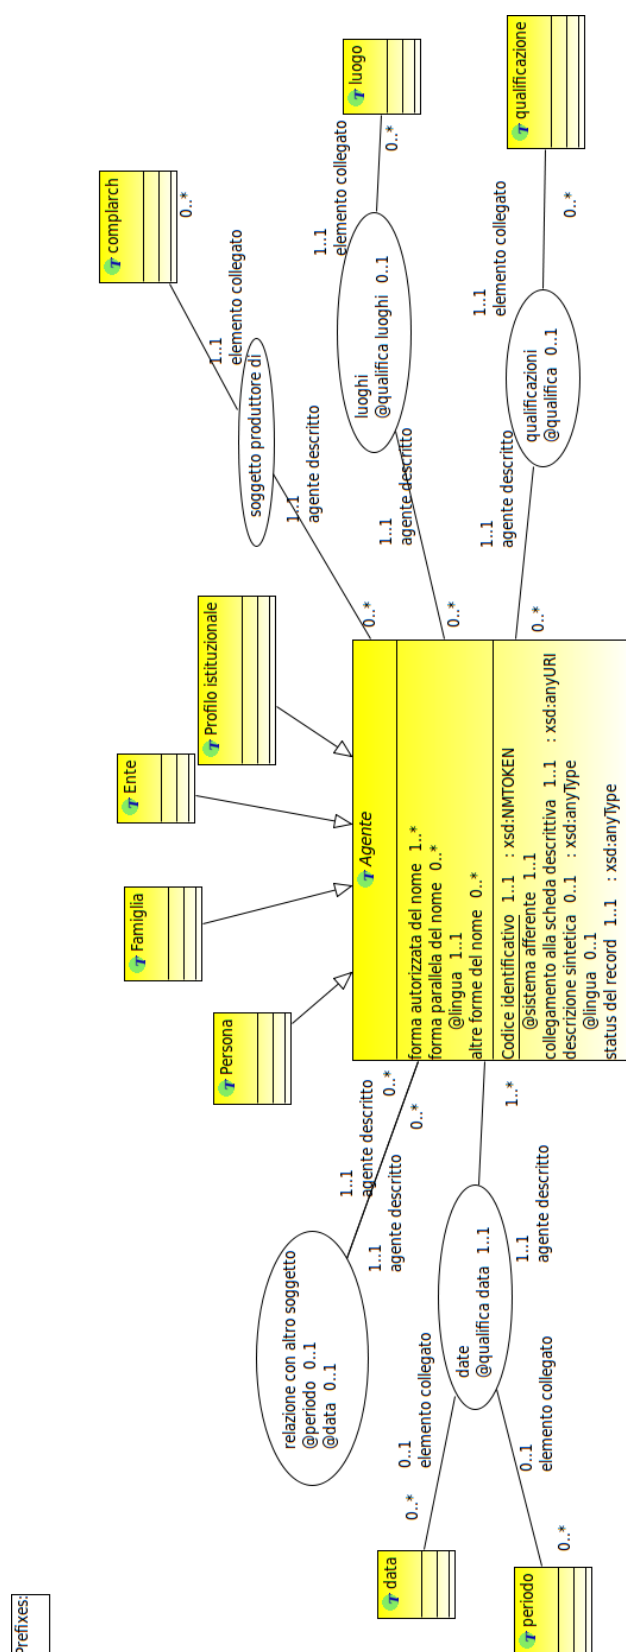 Prefixes:
T data
T periodo
0..*
0..*
0..1
elemento collegato
0..1
elemento collegato
relazione con altro soggetto
@periodo 0..1
@data 0..1
date
@qualifica data 1..1
1..1
agente descritto
1..1
agente descritto
1..1
agente descritto
0..*
0..*
1..*
T Persona
T Famiglia
T Ente
T Profilo istituzionale
T Agente
forma autorizzata del nome 1..*
forma parallela del nome 0..*
@lingua 1..1
altre forme del nome 0..*
Codice identificativo 1..1 : xsd:NMTOKEN
@sistema afferente 1..1
collegamento alla scheda descrittiva 1..1 : xsd:anyURI
descrizione sintetica 0..1 : xsd:anyType
@lingua 0..1
status del record 1..1 : xsd:anyType
0..*
0..*
0..*
1..1
agente descritto
1..1
agente descritto
1..1
agente descritto
soggetto produttore di
luoghi
@qualifica luoghi 0..1
qualificazioni
@qualifica 0..1
1..1
elemento collegato
1..1
elemento collegato
1..1
elemento collegato
0..*
0..*
0..*
T complarch
T luogo
T qualificazione